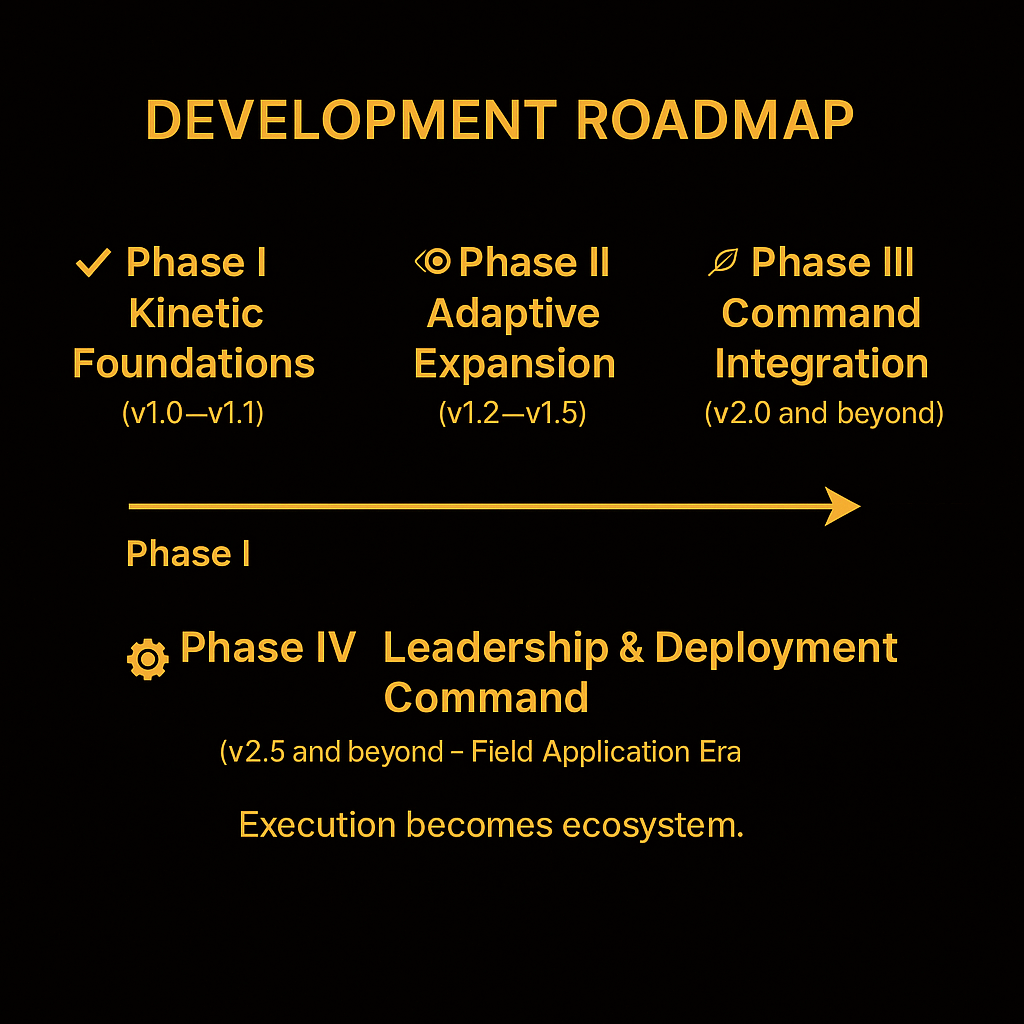 DEVELOPMENT ROADMAP
Phase I
Kinetic
Foundations
(v1.0—v1.1)
Phase II
Adaptive
Expansion
(v1.2—v1.5)
Phase III
Command
Integration
(v2.0 and beyond)
Phase I
Phase IV Leadership & Deployment
Command
(v2.5 and beyond – Field Application Era
Execution becomes ecosystem.